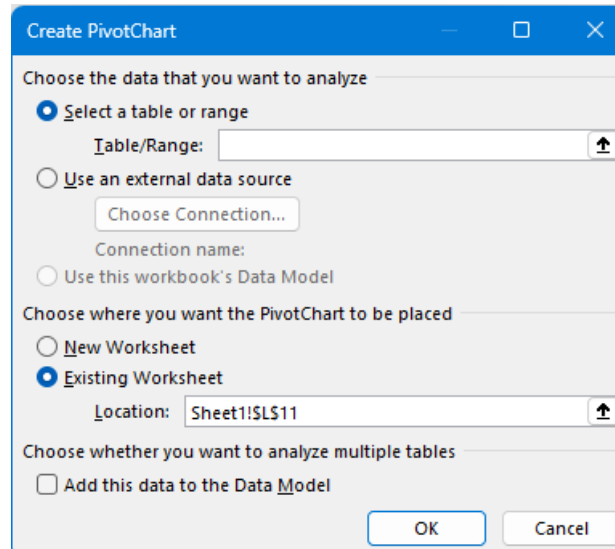 Create PivotChart
Choose the data that you want to analyze
Select a table or range
Table/Range:
Use an external data source
Choose Connection...
Connection name:
Use this workbook's Data Model
Choose where you want the PivotChart to be placed
New Worksheet
Existing Worksheet
Location: Sheet1!$L$11
Choose whether you want to analyze multiple tables
Add this data to the Data Model
OK Cancel